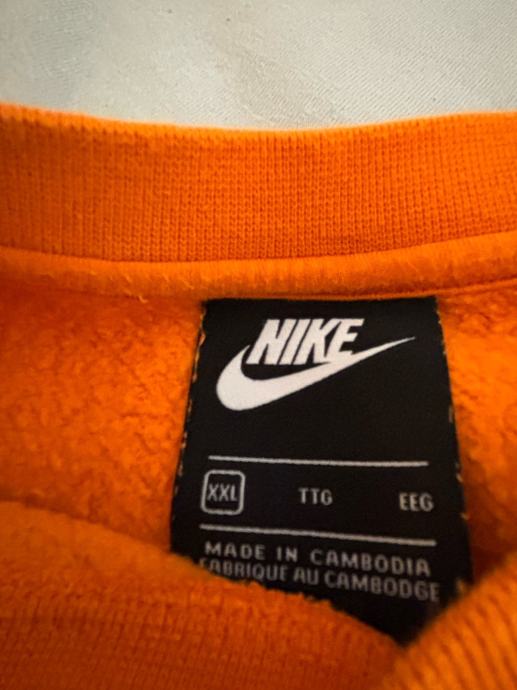 NIKE
XXL TTG EEG
MADE IN CAMBODIA
FABRIQUE AU CAMBODGE